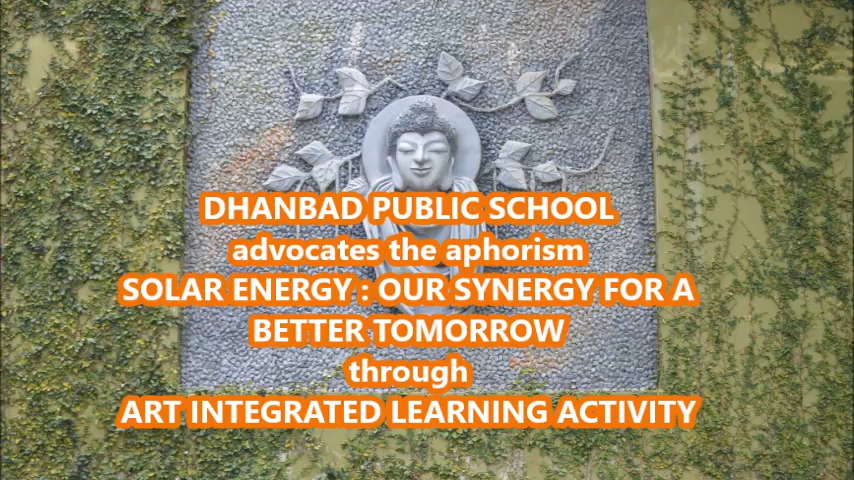 DHANBAD PUBLIC SCHOOL
advocates the aphorism
SOLAR ENERGY : OUR SYNERGY FOR A
BETTER TOMORROW
through
ART INTEGRATED LEARNING ACTIVITY